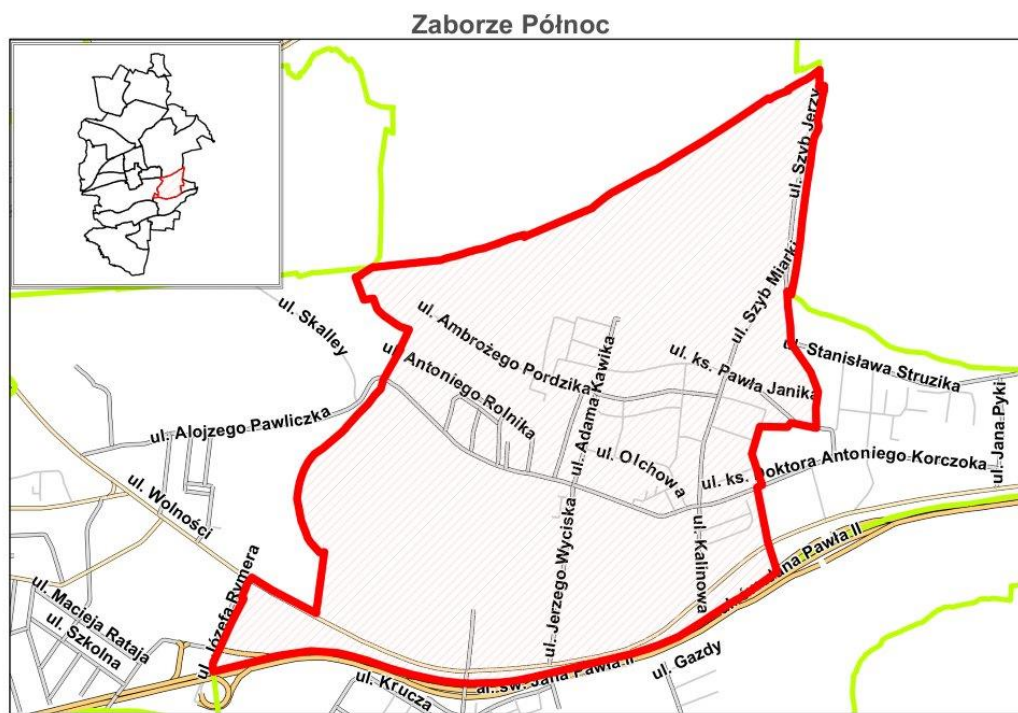 Zaborze Północ
ul. Szyb Jerzy
ul. Szyb Miarki
ul. Skalley
ul. Ambrożego Pordzika
ul. Antoniego Rolnika
ul. Adama Kawika
ul. ks. Pawła Janika
ul. Stanisława Struzika
ul. Jana Pyki
ul. Alojzego Pawliczka
ul. Olchowa
ul. ks. Doktora Antoniego Korczoka
ul. Wolności
ul. Jerzego Wyciska
ul. Kalinowa
ul. Józefa Rymera
ul. Macieja Rataja
ul. Szkolna
Jana Pawła II
al. św. Jana Pawła II
ul. Gazdy
ul. Krucza